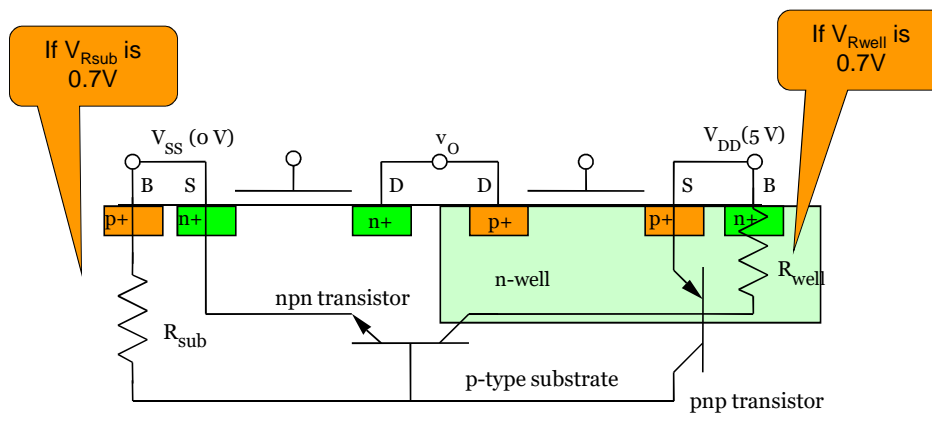 If V_Rsub is
0.7V
If V_Rwell is
0.7V
V_SS (0 V)
v_O
V_DD (5 V)
B
S
D
D
S
B
p+
n+
n+
p+
p+
n+
n-well
R_well
npn transistor
R_sub
p-type substrate
pnp transistor